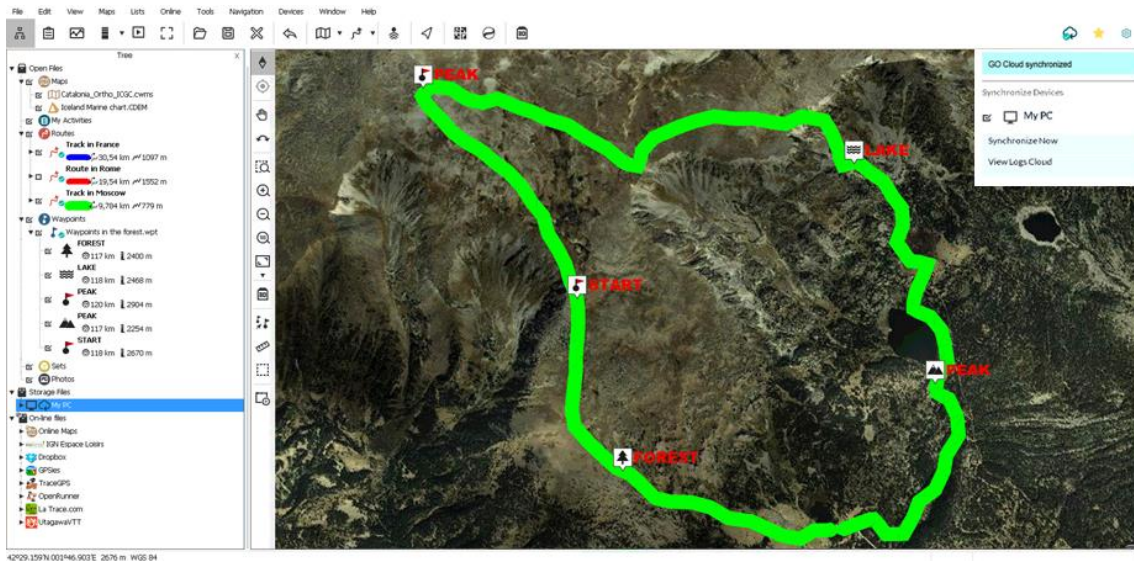 File Edit View Maps Lists Online Tools Navigation Devices Window Help
Tree X
Open Files
Maps
Catalonia_Ortho_ICGC.cwms
Iceland Marine chart.CDEM
My Activities
Routes
Track in France
30,54 km 1097 m
Route in Rome
19,54 km 1552 m
Track in Moscow
9,784 km 779 m
Waypoints
Waypoints in the forest.wpt
FOREST
117 km 2400 m
LAKE
118 km 2468 m
PEAK
120 km 2904 m
PEAK
117 km 2254 m
START
118 km 2670 m
Sets
Photos
Storage Files
My PC
On-line files
Online Maps
IGN Espace Loisirs
Dropbox
GPSies
TraceGPS
OpenRunner
La Trace.com
UtagawaVTT
PEAK
LAKE
START
PEAK
FOREST
GO Cloud synchronized
Synchronize Devices
My PC
Synchronize Now
View Logs Cloud
42º29.159'N 001º46.903'E 2676 m WGS 84